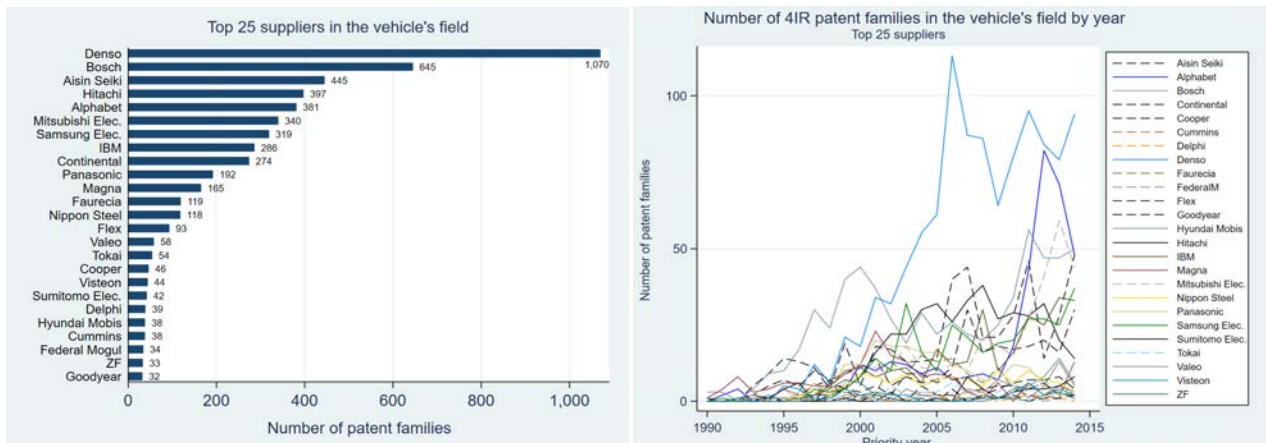 Top 25 suppliers in the vehicle's field
Denso
1,070
Bosch
645
Aisin Seiki
445
Hitachi
397
Alphabet
381
Mitsubishi Elec.
340
Samsung Elec.
319
IBM
286
Continental
274
Panasonic
192
Magna
165
Faurecia
119
Nippon Steel
118
Flex
93
Valeo
58
Tokai
54
Cooper
46
Visteon
44
Sumitomo Elec.
42
Delphi
39
Hyundai Mobis
38
Cummins
38
Federal Mogul
34
ZF
33
Goodyear
32
0 200 400 600 800 1,000
Number of patent families
Number of 4IR patent families in the vehicle's field by year
Top 25 suppliers
Number of patent families
100
50
0
1990 1995 2000 2005 2010 2015
Priority year
Aisin Seiki
Alphabet
Bosch
Continental
Cooper
Cummins
Delphi
Denso
Faurecia
FederalM
Flex
Goodyear
Hyundai Mobis
Hitachi
IBM
Magna
Mitsubishi Elec.
Nippon Steel
Panasonic
Samsung Elec.
Sumitomo Elec.
Tokai
Valeo
Visteon
ZF